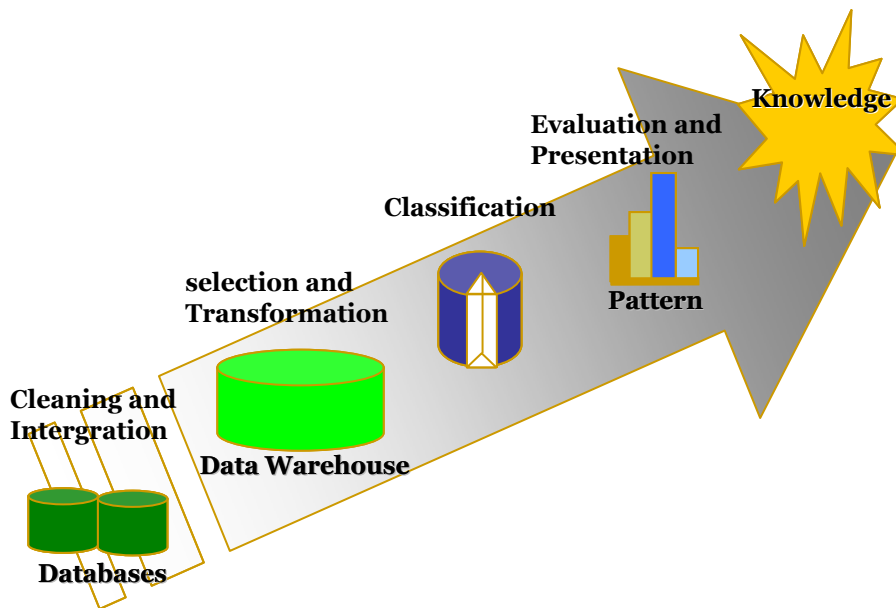 Knowledge
Evaluation and
Presentation
Classification
Pattern
selection and
Transformation
Data Warehouse
Cleaning and
Intergration
Databases